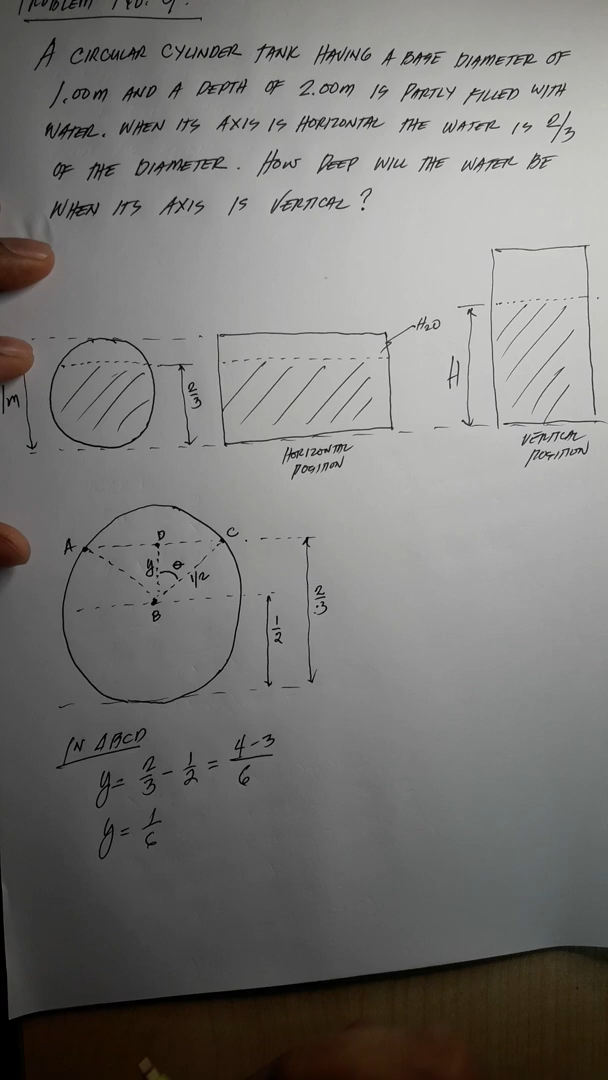 PROBLEM NO. 9:
A CIRCULAR CYLINDER TANK HAVING A BASE DIAMETER OF
1.00m AND A DEPTH OF 2.00m IS PARTLY FILLED WITH
WATER. WHEN ITS AXIS IS HORIZONTAL THE WATER IS 2/3
OF THE DIAMETER. HOW DEEP WILL THE WATER BE
WHEN ITS AXIS IS VERTICAL?
H2O
1m
2/3
H
HORIZONTAL
POSITION
VERTICAL
POSITION
A
D
C
y
θ
1/2
B
1/2
2/3
IN ΔBCD
y = 2/3 - 1/2 = 4-3/6
y = 1/6